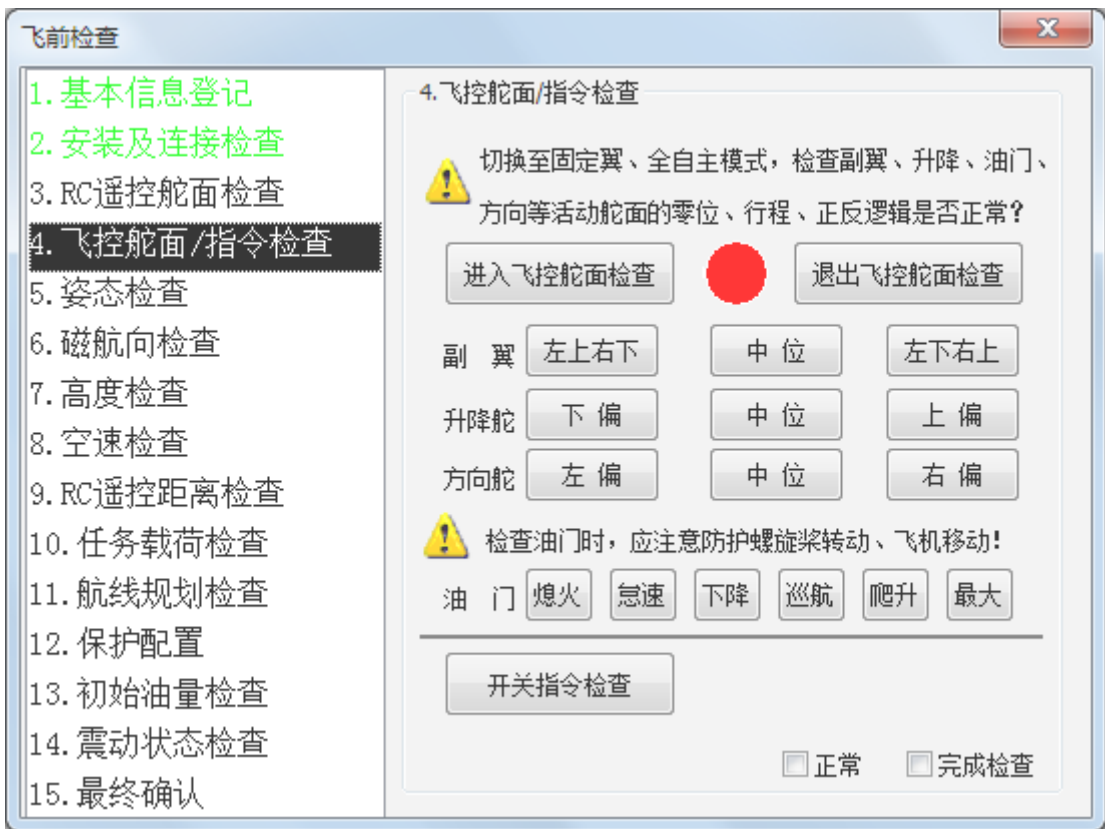 飞前检查
1.基本信息登记
2.安装及连接检查
3.RC遥控舵面检查
4.飞控舵面/指令检查
5.姿态检查
6.磁航向检查
7.高度检查
8.空速检查
9.RC遥控距离检查
10.任务载荷检查
11.航线规划检查
12.保护配置
13.初始油量检查
14.震动状态检查
15.最终确认
4.飞控舵面/指令检查
切换至固定翼、全自主模式，检查副翼、升降、油门、
方向等活动舵面的零位、行程、正反逻辑是否正常?
进入飞控舵面检查 退出飞控舵面检查
副 翼 左上右下 中 位 左下右上
升降舵 下 偏 中 位 上 偏
方向舵 左 偏 中 位 右 偏
检查油门时，应注意防护螺旋桨转动、飞机移动!
油 门 熄火 怠速 下降 巡航 爬升 最大
开关指令检查
正常 完成检查